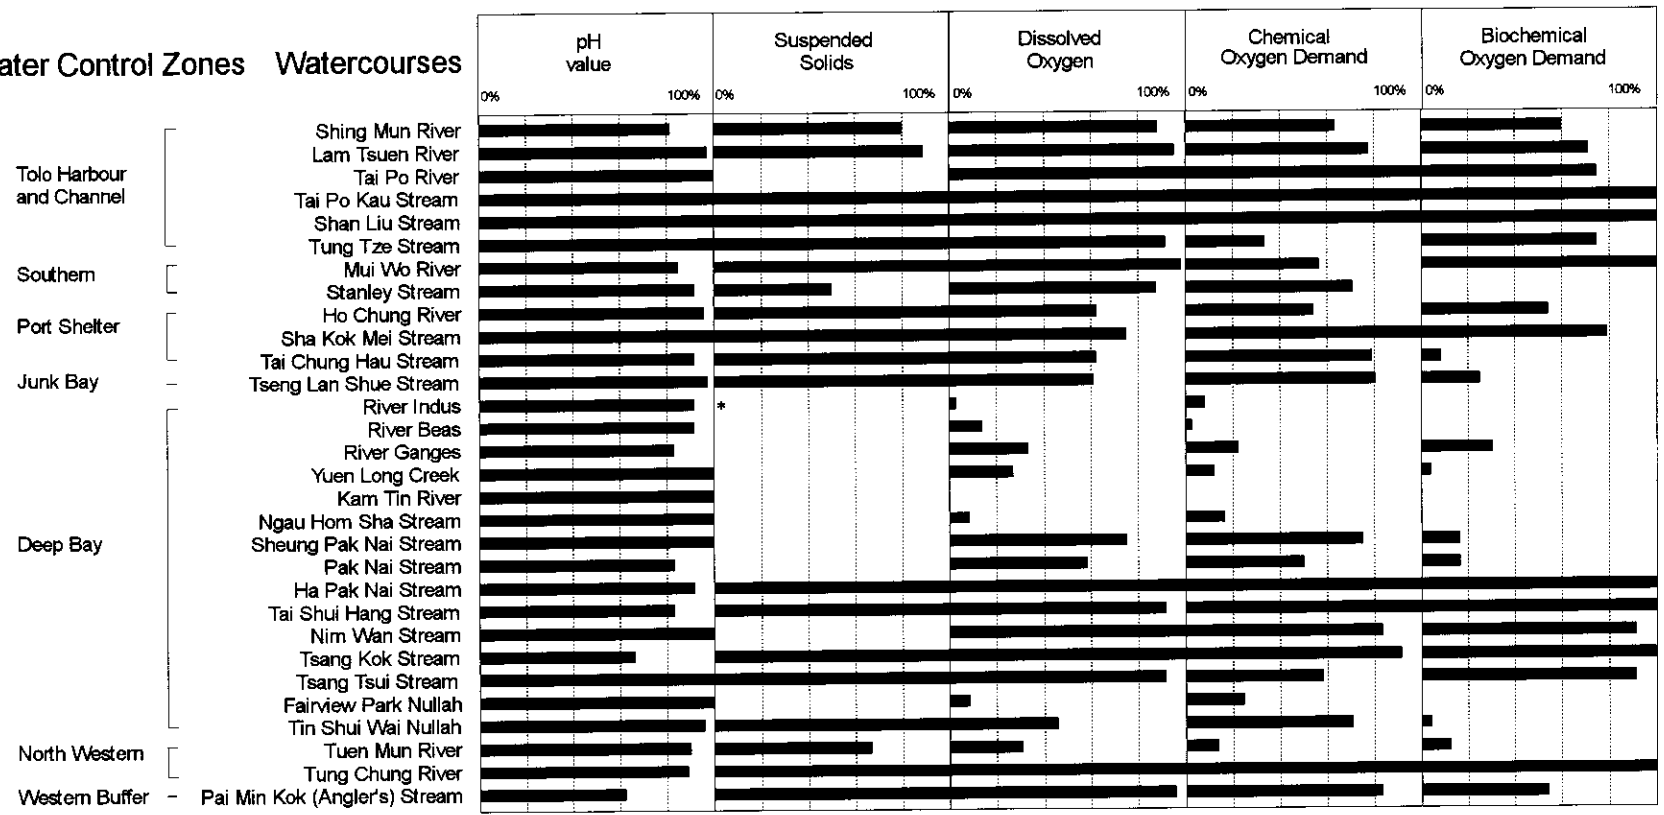 ater Control Zones Watercourses
pH value
Suspended Solids
Dissolved Oxygen
Chemical Oxygen Demand
Biochemical Oxygen Demand
0% 100% 0% 100% 0% 100% 0% 100% 0% 100%
Tolo Harbour and Channel
Shing Mun River
Lam Tsuen River
Tai Po River
Tai Po Kau Stream
Shan Liu Stream
Tung Tze Stream
Southern
Mui Wo River
Stanley Stream
Port Shelter
Ho Chung River
Sha Kok Mei Stream
Tai Chung Hau Stream
Junk Bay
Tseng Lan Shue Stream
Deep Bay
River Indus *
River Beas
River Ganges
Yuen Long Creek
Kam Tin River
Ngau Hom Sha Stream
Sheung Pak Nai Stream
Pak Nai Stream
Ha Pak Nai Stream
Tai Shui Hang Stream
Nim Wan Stream
Tsang Kok Stream
Tsang Tsui Stream
Fairview Park Nullah
Tin Shui Wai Nullah
North Western
Tuen Mun River
Tung Chung River
Western Buffer - Pai Min Kok (Angler's) Stream